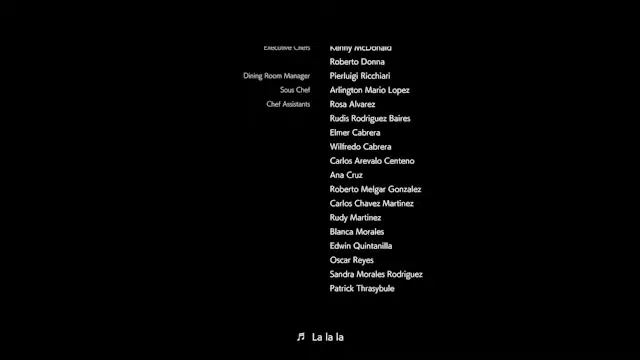 Executive Chefs Kenny McDonald
Roberto Donna
Dining Room Manager Pierluigi Ricchiari
Sous Chef Arlington Mario Lopez
Chef Assistants Rosa Alvarez
Rudis Rodriguez Baires
Elmer Cabrera
Wilfredo Cabrera
Carlos Arevalo Centeno
Ana Cruz
Roberto Melgar Gonzalez
Carlos Chavez Martinez
Rudy Martinez
Blanca Morales
Edwin Quintanilla
Oscar Reyes
Sandra Morales Rodriguez
Patrick Thrasybule
♬ La la la